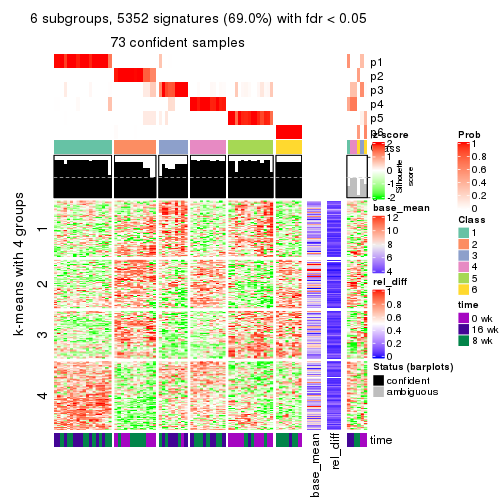 6 subgroups, 5352 signatures (69.0%) with fdr < 0.05
73 confident samples
p1
p2
p3
p4
p5
p6
Class
z-score
2
1
0
-1
-2
Silhouette
score
k-means with 4 groups
1
2
3
4
base_mean
12
10
8
6
4
rel_diff
1
0.8
0.6
0.4
0.2
0
Status (barplots)
confident
ambiguous
Prob
1
0.8
0.6
0.4
0.2
0
Class
1
2
3
4
5
6
time
0 wk
16 wk
8 wk
time
base_mean
rel_diff